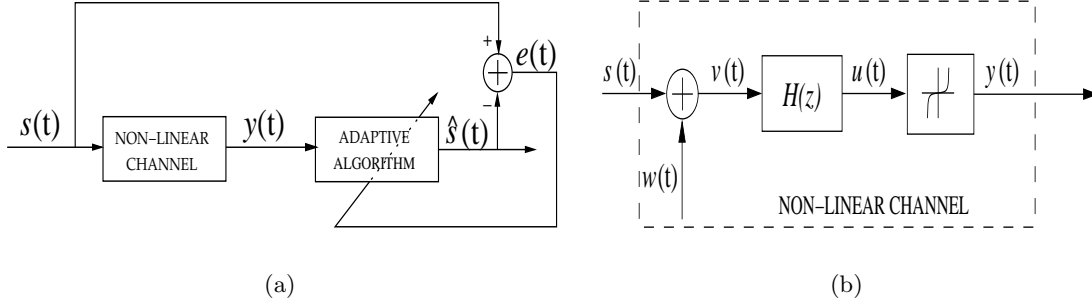 +
e(t)
−
s(t)
NON−LINEAR
CHANNEL
y(t)
ADAPTIVE
ALGORITHM
ŝ(t)
(a)
s(t)
v(t)
H(z)
u(t)
y(t)
w(t)
NON−LINEAR CHANNEL
(b)